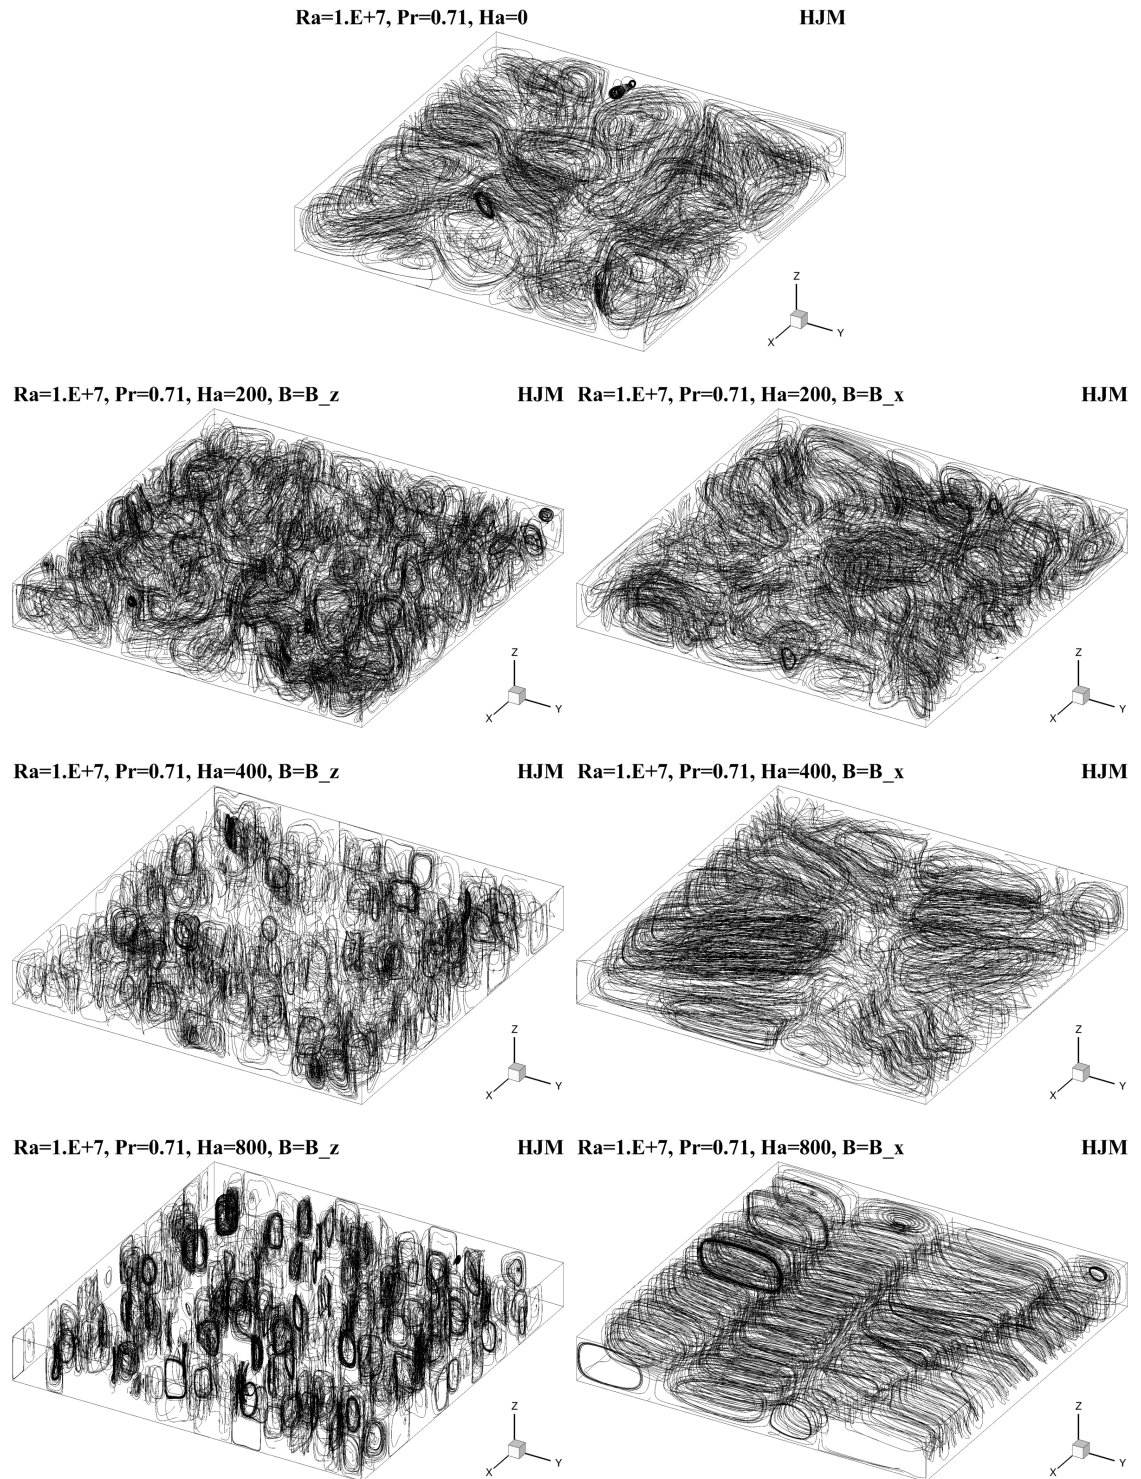 Ra=1.E+7, Pr=0.71, Ha=0 HJM
Z
X Y
Ra=1.E+7, Pr=0.71, Ha=200, B=B_z HJM Ra=1.E+7, Pr=0.71, Ha=200, B=B_x HJM
Z Z
X Y X Y
Ra=1.E+7, Pr=0.71, Ha=400, B=B_z HJM Ra=1.E+7, Pr=0.71, Ha=400, B=B_x HJM
Z Z
X Y X Y
Ra=1.E+7, Pr=0.71, Ha=800, B=B_z HJM Ra=1.E+7, Pr=0.71, Ha=800, B=B_x HJM
Z Z
X Y X Y